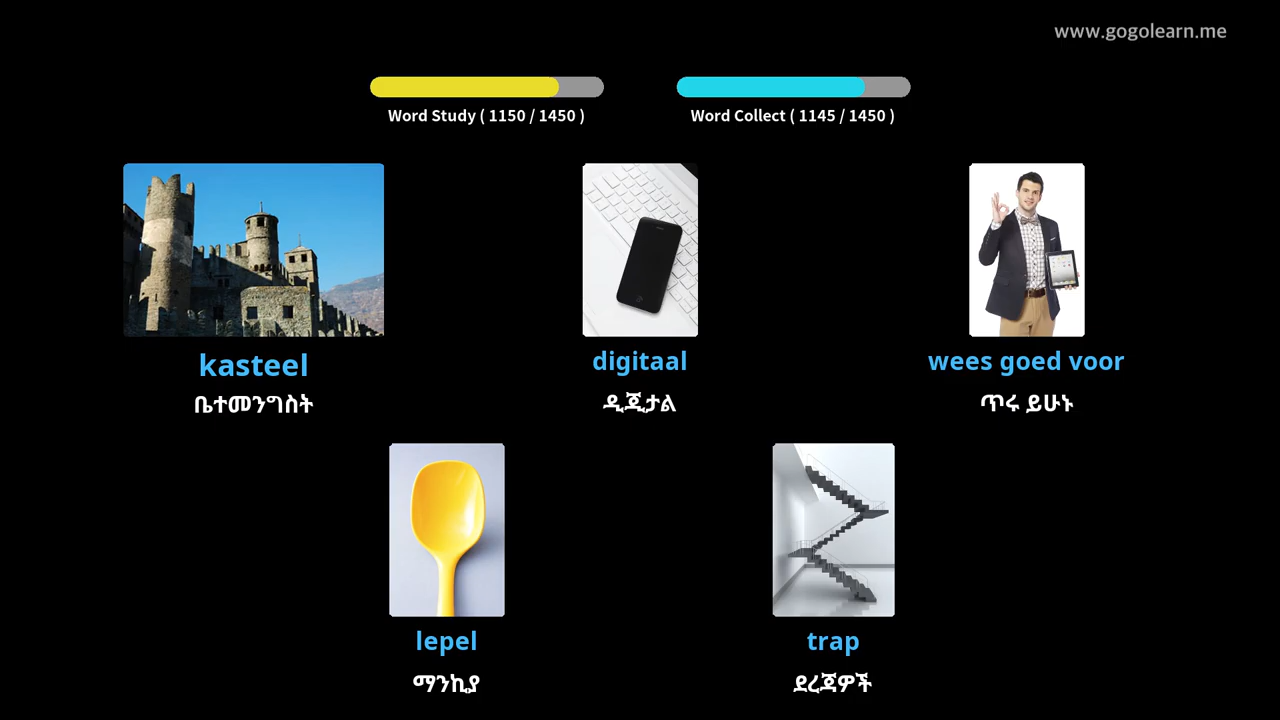 www.gogolearn.me
Word Study ( 1150 / 1450 )
Word Collect ( 1145 / 1450 )
kasteel
ቤተመንግስት
digitaal
ዲጂታል
wees goed voor
ጥሩ ይሁኑ
lepel
ማንኪያ
trap
ደረጃዎች